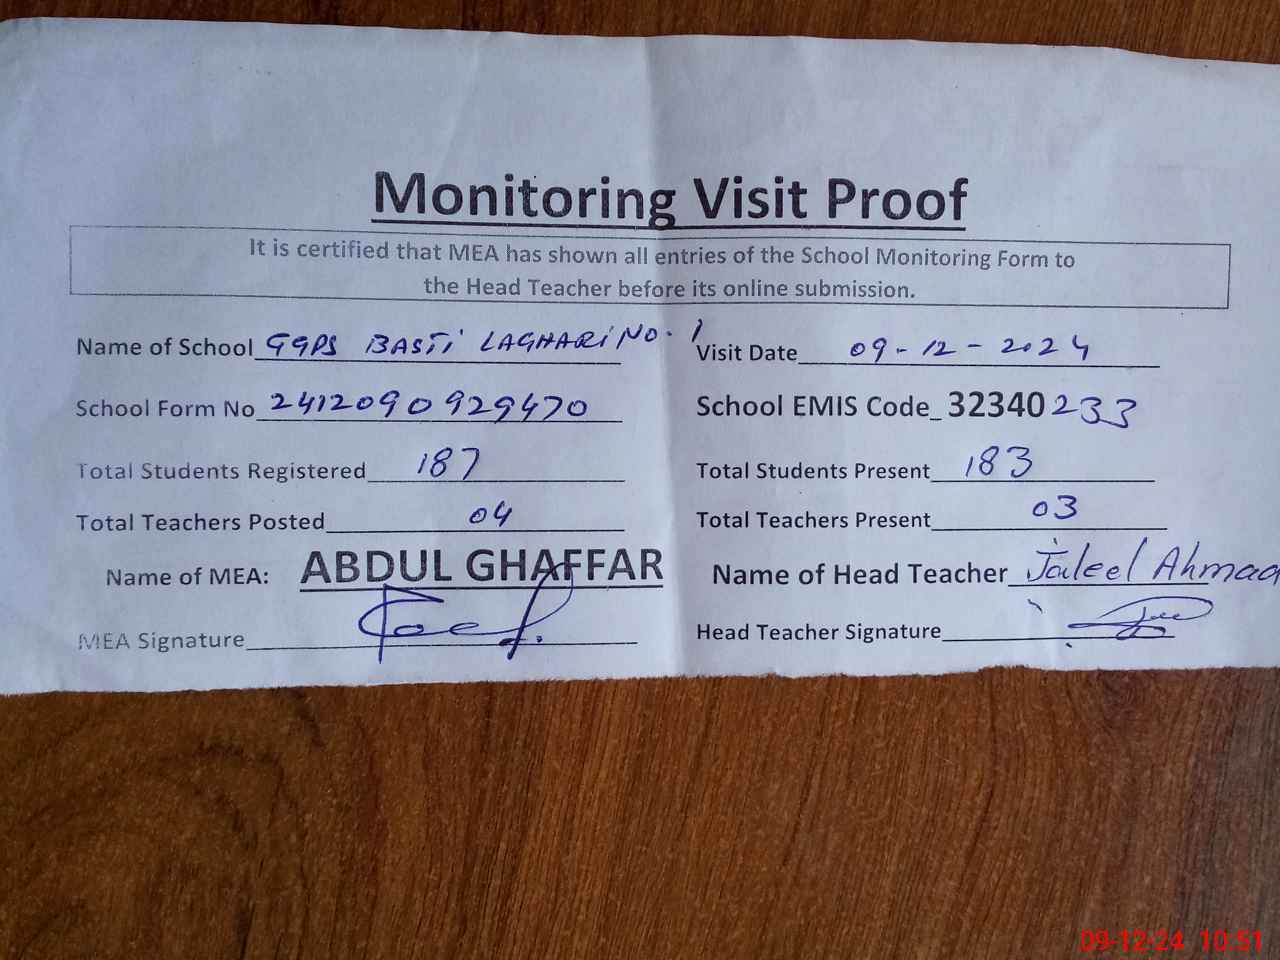 Monitoring Visit Proof
It is certified that MEA has shown all entries of the School Monitoring Form to
the Head Teacher before its online submission.
Name of School GGPS BASTi LAGHARi NO. 1 Visit Date 09-12-2024
School Form No 2412090929470 School EMIS Code_ 32340233
Total Students Registered 187 Total Students Present 183
Total Teachers Posted 04 Total Teachers Present 03
Name of MEA: ABDUL GHAFFAR Name of Head Teacher Jaleel Ahmad
MEA Signature Head Teacher Signature
09-12-24 10:51